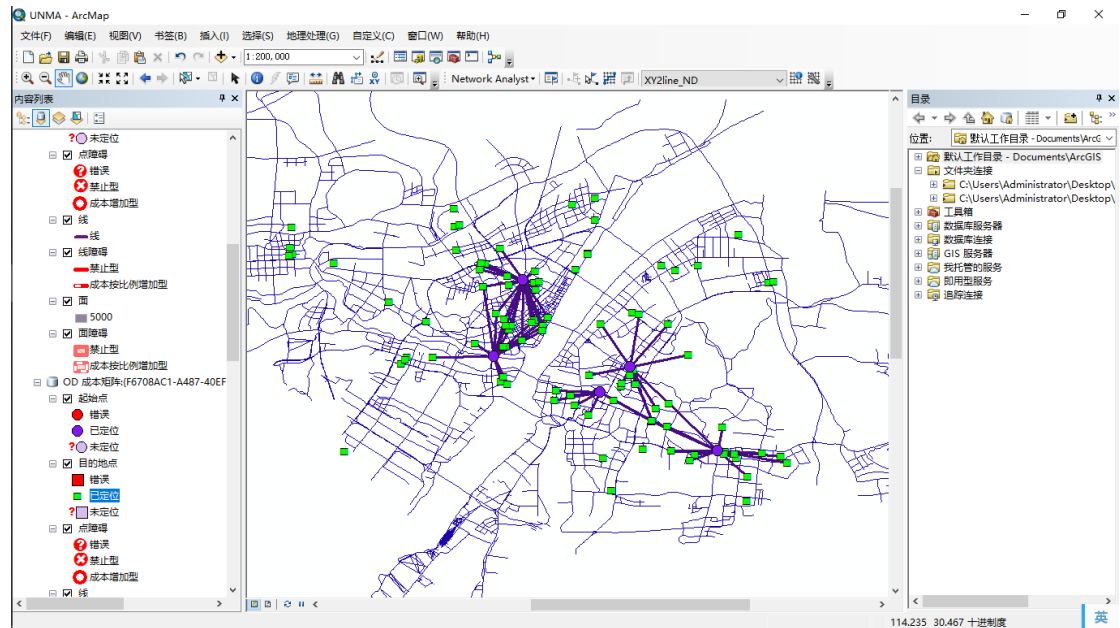 UNMA - ArcMap
文件(F) 编辑(E) 视图(V) 书签(B) 插入(I) 选择(S) 地理处理(G) 自定义(C) 窗口(W) 帮助(H)
1:200,000
Network Analyst XY2line_ND
内容列表
未定位
点障碍
错误
禁止型
成本增加型
线
线
线障碍
禁止型
成本按比例增加型
面
5000
面障碍
禁止型
成本按比例增加型
OD 成本矩阵:(F6708AC1-A487-40EF
起始点
错误
已定位
未定位
目的地点
错误
已定位
未定位
点障碍
错误
禁止型
成本增加型
线
目录
位置: 默认工作目录 - Documents\ArcG
默认工作目录 - Documents\ArcGIS
文件夹连接
C:\Users\Administrator\Desktop\
C:\Users\Administrator\Desktop\
工具箱
数据库服务器
数据库连接
GIS 服务器
我托管的服务
即用型服务
追踪连接
114.235 30.467 十进制度
英